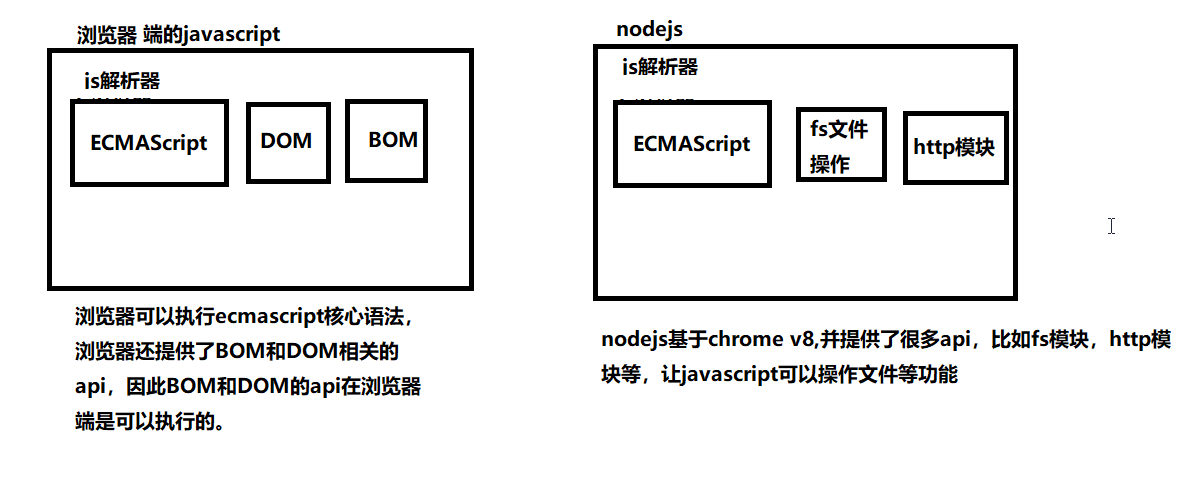 浏览器 端的javascript
js解析器
ECMAScript
DOM
BOM
浏览器可以执行ecmascript核心语法，
浏览器还提供了BOM和DOM相关的
api，因此BOM和DOM的api在浏览器
端是可以执行的。
nodejs
js解析器
ECMAScript
fs文件
操作
http模块
nodejs基于chrome v8,并提供了很多api，比如fs模块，http模
块等，让javascript可以操作文件等功能